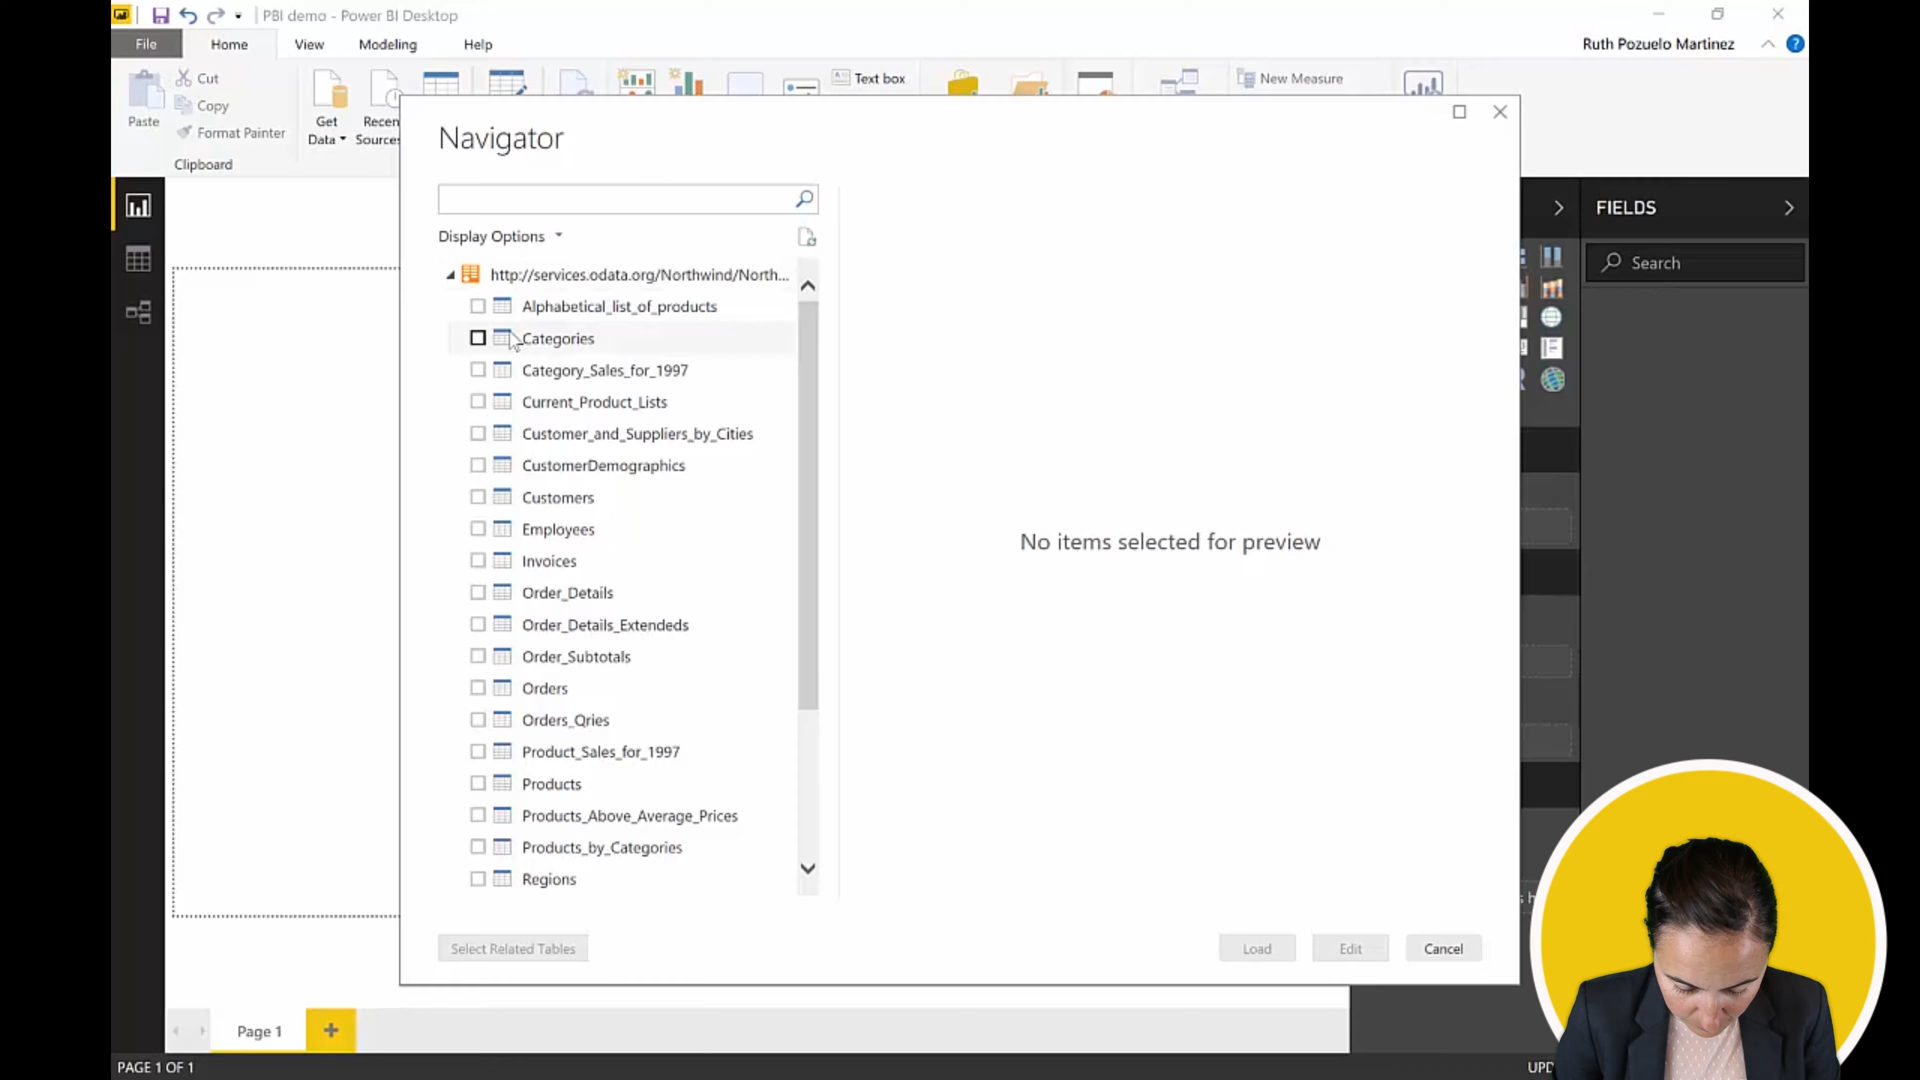 PBI demo - Power BI Desktop
File
Home
View
Modeling
Help
Ruth Pozuelo Martinez
Paste
Cut
Copy
Format Painter
Clipboard
Get
Data
Recen
Sources
Text box
New Measure
Navigator
Display Options
http://services.odata.org/Northwind/North...
Alphabetical_list_of_products
Categories
Category_Sales_for_1997
Current_Product_Lists
Customer_and_Suppliers_by_Cities
CustomerDemographics
Customers
Employees
Invoices
Order_Details
Order_Details_Extendeds
Order_Subtotals
Orders
Orders_Qries
Product_Sales_for_1997
Products
Products_Above_Average_Prices
Products_by_Categories
Regions
No items selected for preview
Select Related Tables
Load
Edit
Cancel
FIELDS
Search
Page 1
PAGE 1 OF 1
UPD